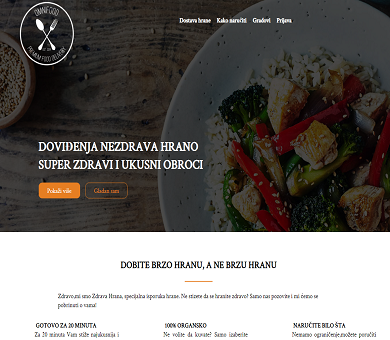 OMNIFOOD
PREMIUM FOOD DELIVERY
Dostava hrane Kako naručiti Gradovi Prijava
DOVIĐENJA NEZDRAVA HRANO
SUPER ZDRAVI I UKUSNI OBROCI
Pokaži više Gladan sam
DOBITE BRZO HRANU, A NE BRZU HRANU
Zdravo,mi smo Zdrava Hrana, specijalna isporuka hrane. Ne stizete da se hranite zdravo? Samo nas pozovite i mi ćemo se
pobrinuti o vama!
GOTOVO ZA 20 MINUTA 100% ORGANSKO NARUČITE BILO ŠTA
Za 20 minuta Vam stiže najukusnija i Ne volite da kuvate? Samo izaberite Nemamo ograničenje,možete poručiti